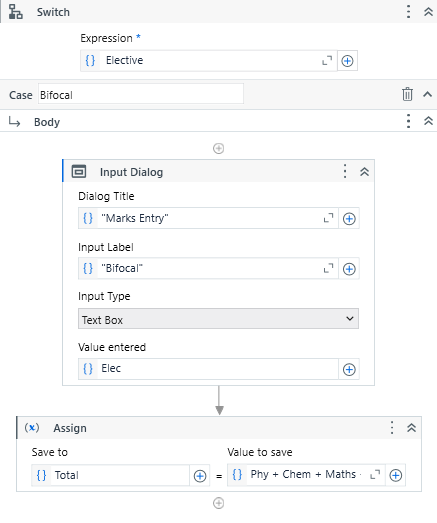 Switch
Expression *
{} Elective
Case Bifocal
Body
Input Dialog
Dialog Title
{} "Marks Entry"
Input Label
{} "Bifocal"
Input Type
Text Box
Value entered
{} Elec
(x) Assign
Save to Value to save
{} Total = {} Phy + Chem + Maths